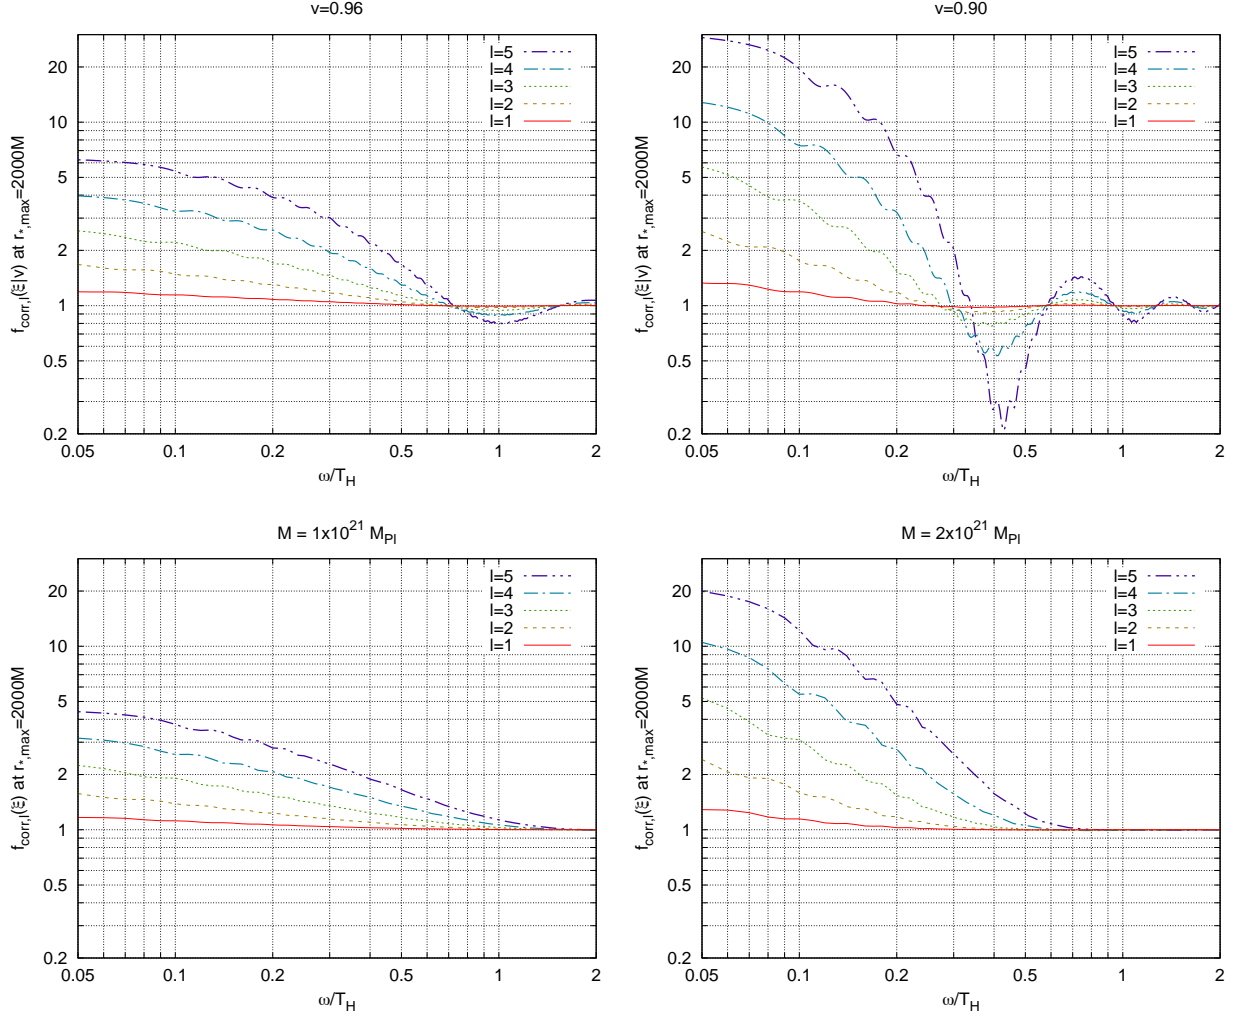 v=0.96
f_corr,l(ξ|v) at r_*,max=2000M
20
10
5
2
1
0.5
0.2
l=5
l=4
l=3
l=2
l=1
0.05 0.1 0.2 0.5 1 2
ω/T_H
v=0.90
f_corr,l(ξ|v) at r_*,max=2000M
20
10
5
2
1
0.5
0.2
l=5
l=4
l=3
l=2
l=1
0.05 0.1 0.2 0.5 1 2
ω/T_H
M = 1x10^21 M_Pl
f_corr,l(ξ) at r_*,max=2000M
20
10
5
2
1
0.5
0.2
l=5
l=4
l=3
l=2
l=1
0.05 0.1 0.2 0.5 1 2
ω/T_H
M = 2x10^21 M_Pl
f_corr,l(ξ) at r_*,max=2000M
20
10
5
2
1
0.5
0.2
l=5
l=4
l=3
l=2
l=1
0.05 0.1 0.2 0.5 1 2
ω/T_H